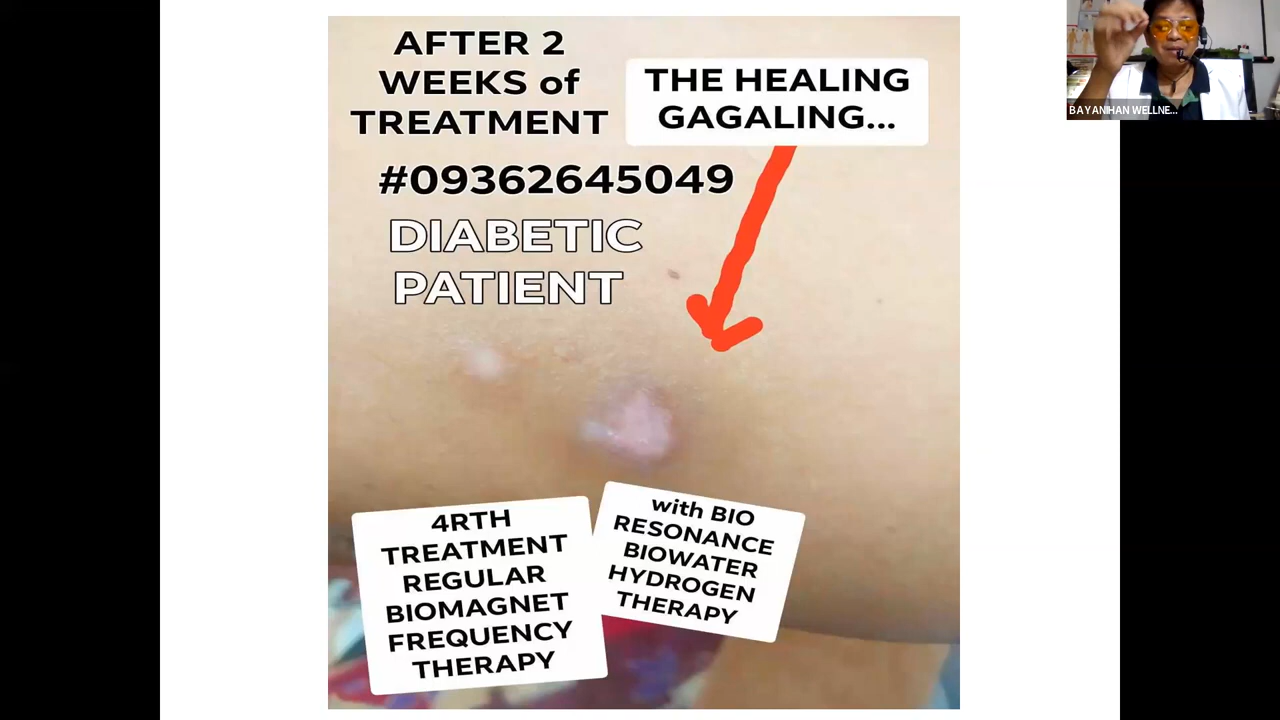 AFTER 2
WEEKS of
TREATMENT
THE HEALING
GAGALING...
#09362645049
DIABETIC
PATIENT
4RTH
TREATMENT
REGULAR
BIOMAGNET
FREQUENCY
THERAPY
with BIO
RESONANCE
BIOWATER
HYDROGEN
THERAPY
BAYANIHAN WELLNE...